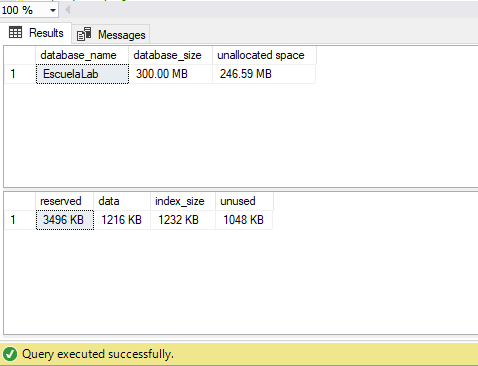 100 %
Results Messages
database_name database_size unallocated space
1 EscuelaLab 300.00 MB 246.59 MB
reserved data index_size unused
1 3496 KB 1216 KB 1232 KB 1048 KB
Query executed successfully.